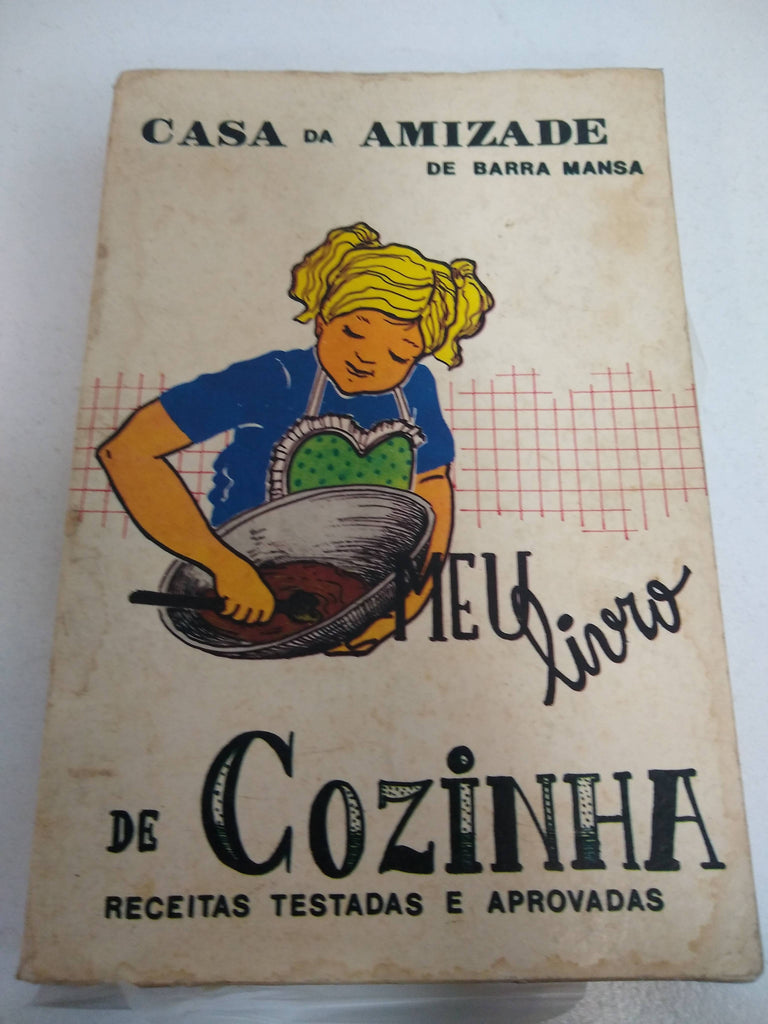 CASA DA AMIZADE
DE BARRA MANSA
MEU livro
DE COZINHA
RECEITAS TESTADAS E APROVADAS